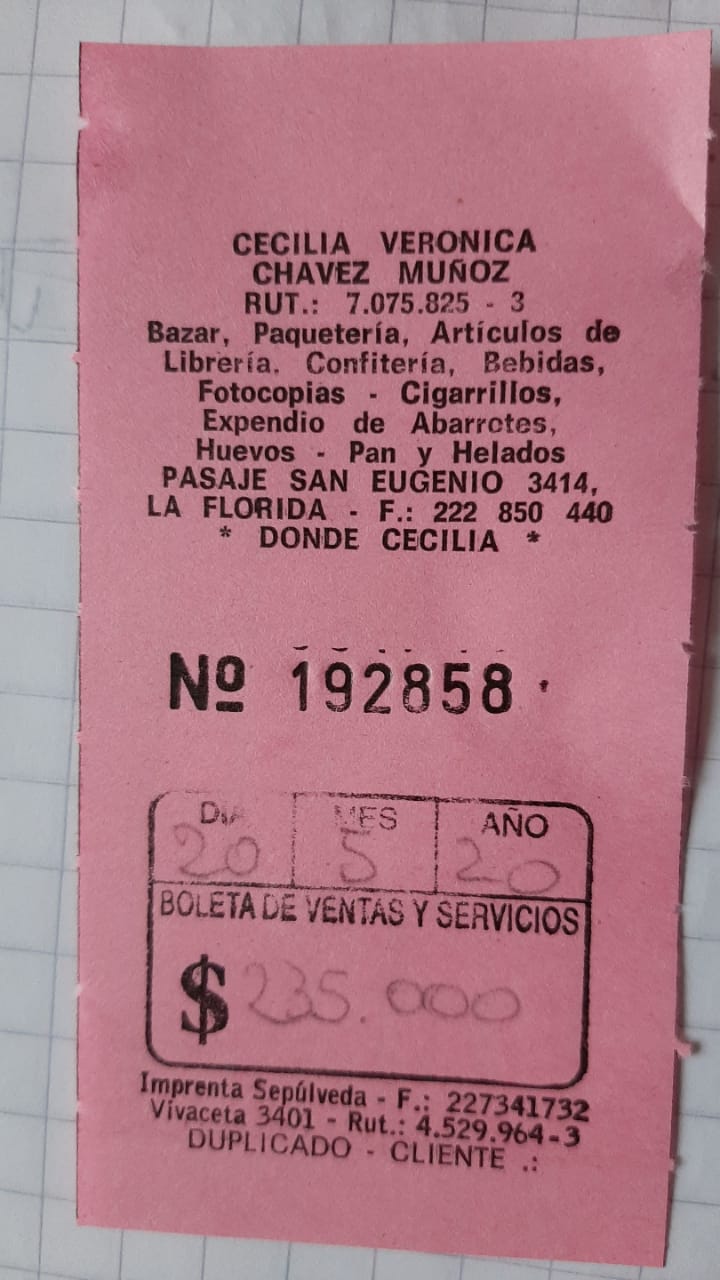 CECILIA VERONICA
CHAVEZ MUÑOZ
RUT.: 7.075.825 - 3
Bazar, Paquetería, Artículos de
Librería. Confitería, Bebidas,
Fotocopias - Cigarrillos,
Expendio de Abarrotes,
Huevos - Pan y Helados
PASAJE SAN EUGENIO 3414,
LA FLORIDA - F.: 222 850 440
* DONDE CECILIA *
Nº 192858
DIA MES AÑO
20 5 20
BOLETA DE VENTAS Y SERVICIOS
$ 235.000
Imprenta Sepúlveda - F.: 227341732
Vivaceta 3401 - Rut.: 4.529.964-3
DUPLICADO - CLIENTE .: